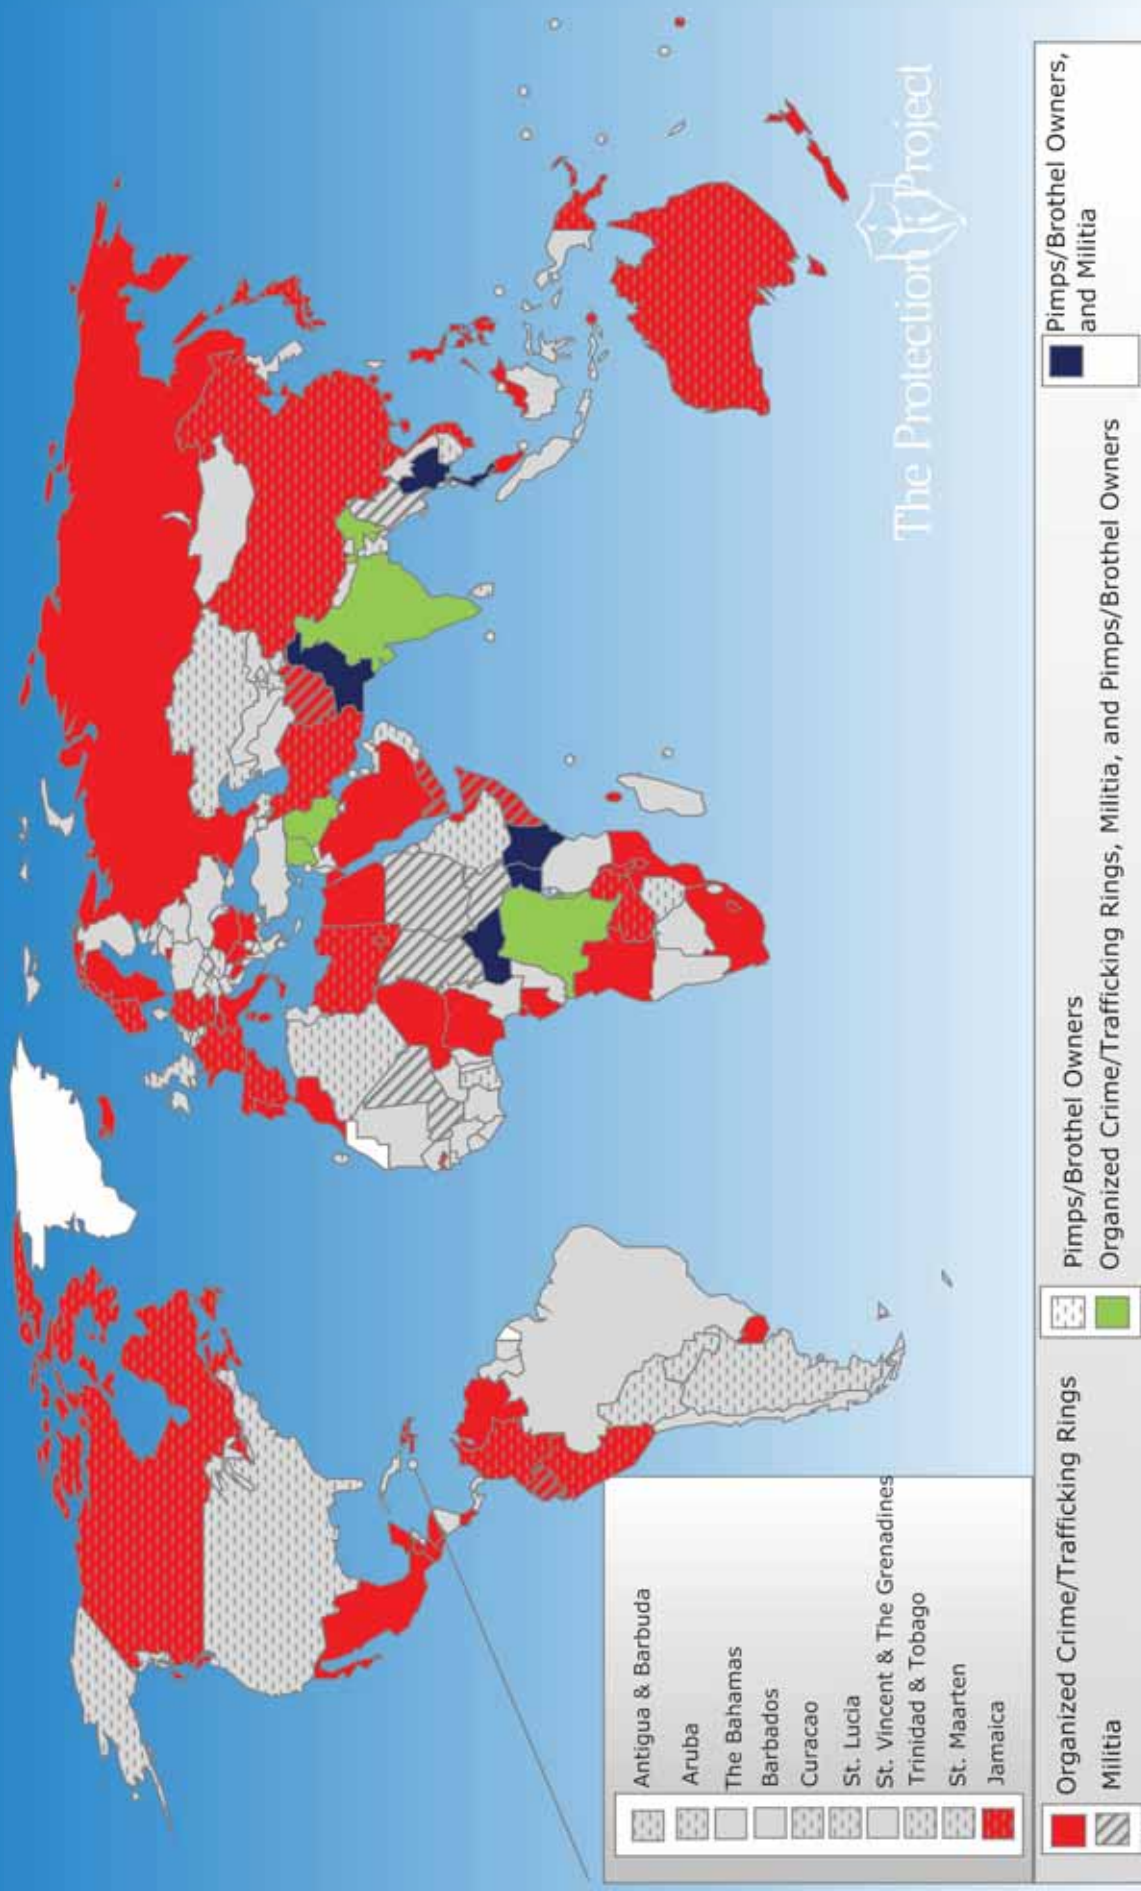 The Protection Project
Antigua & Barbuda
Aruba
The Bahamas
Barbados
Curacao
St. Lucia
St. Vincent & The Grenadines
Trinidad & Tobago
St. Maarten
Jamaica
Organized Crime/Trafficking Rings
Militia
Pimps/Brothel Owners
Organized Crime/Trafficking Rings, Militia, and Pimps/Brothel Owners
Pimps/Brothel Owners,
and Militia